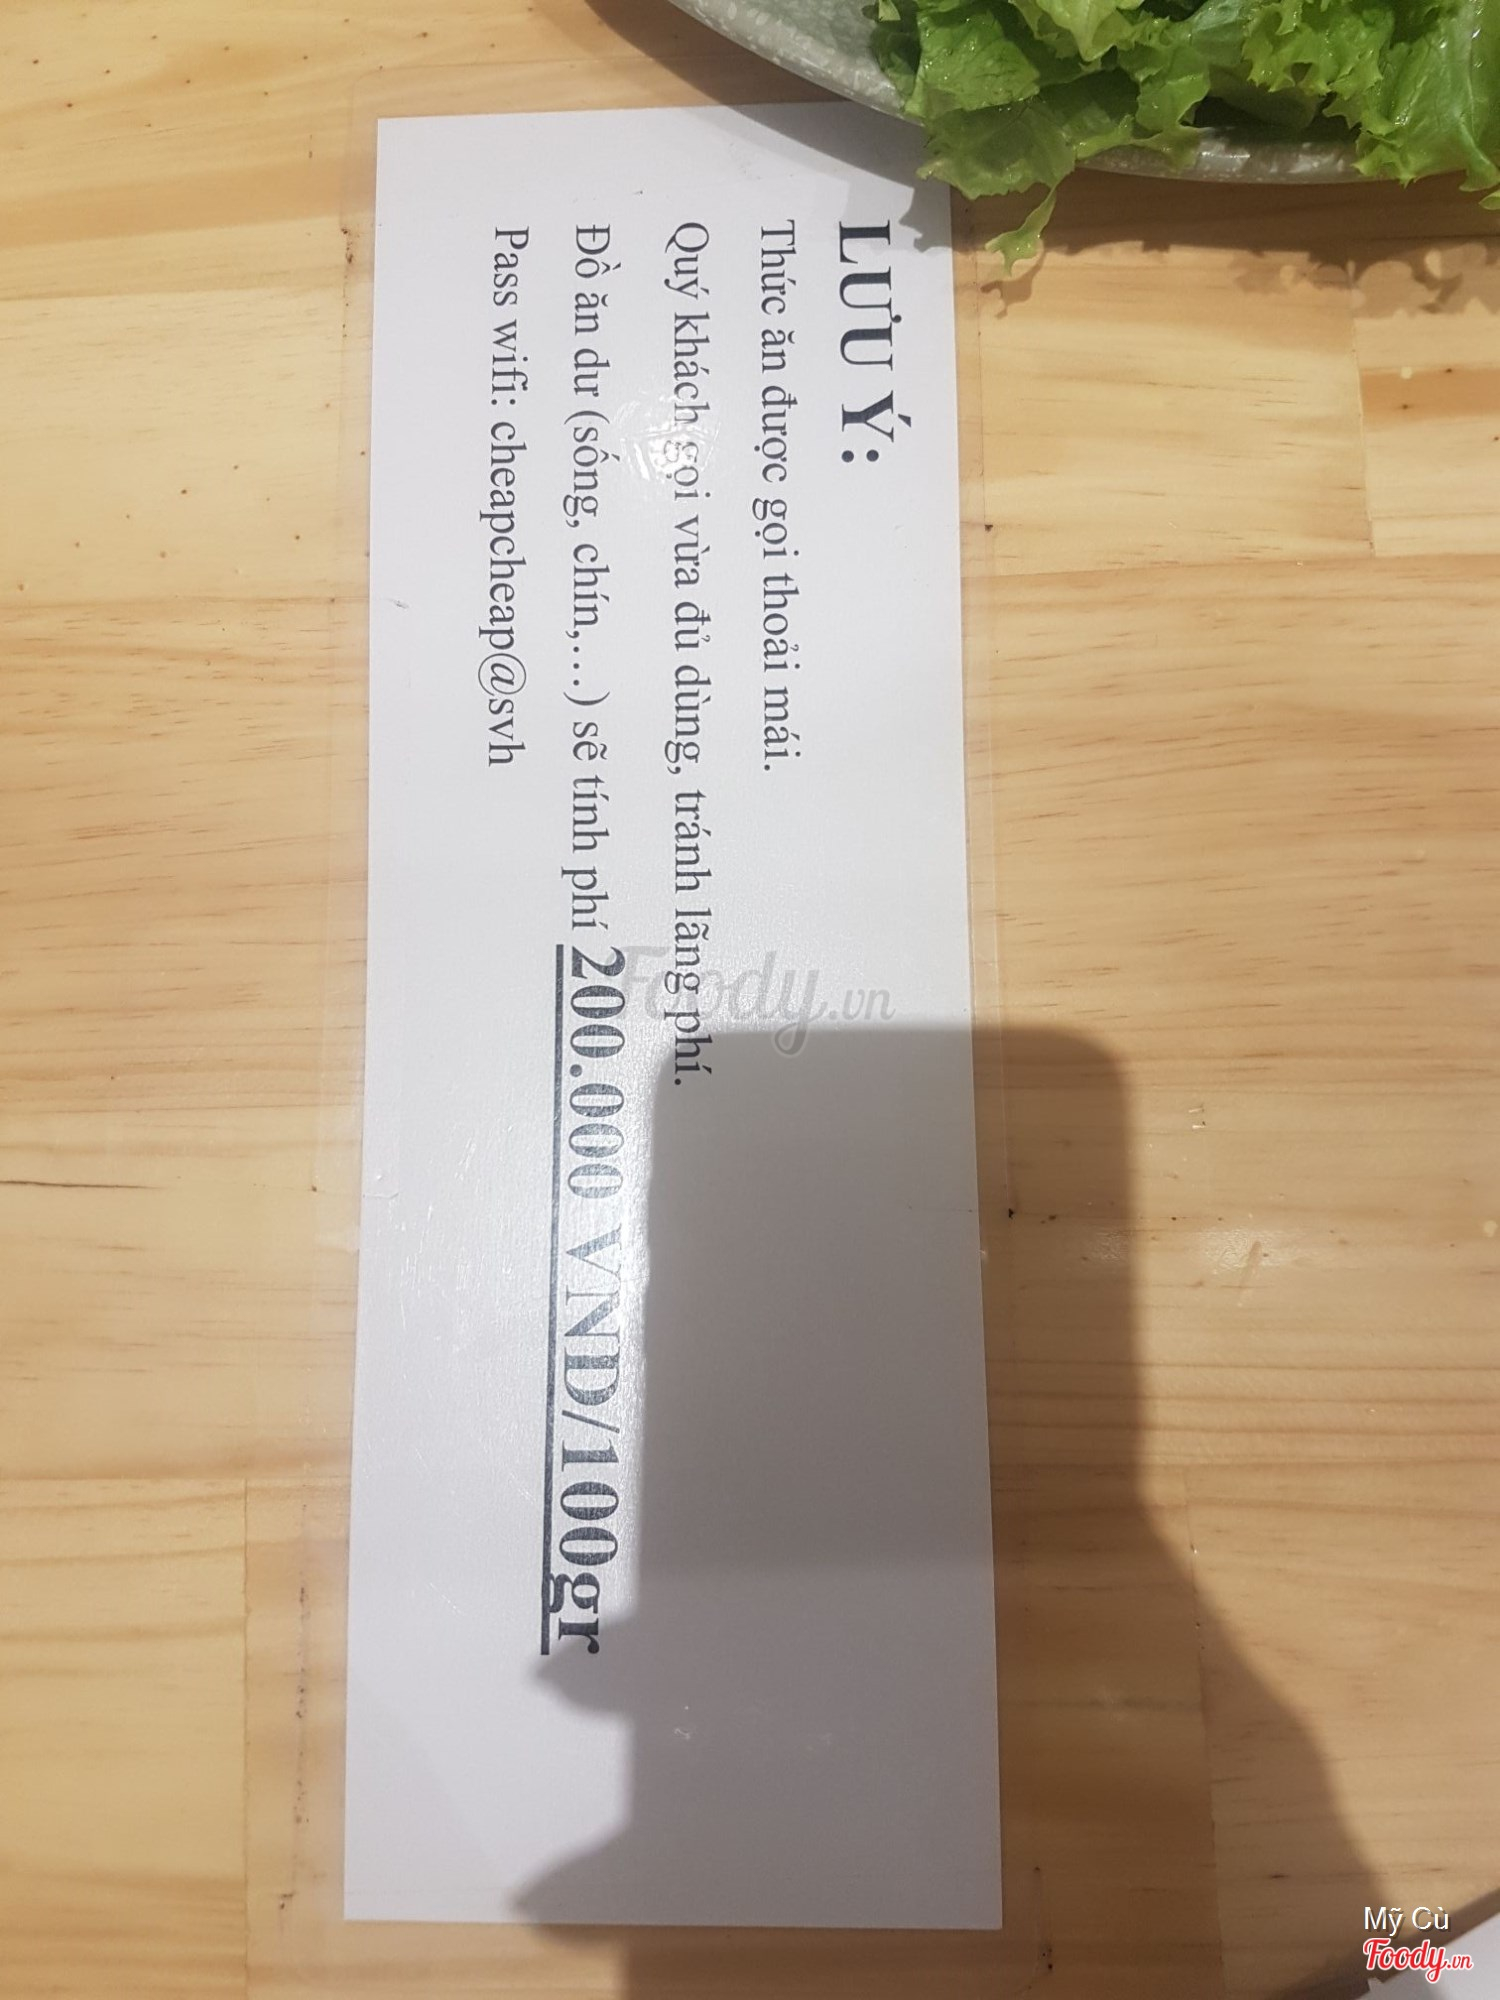 LƯU Ý:
Thức ăn được gọi thoải mái.
Quý khách gọi vừa đủ dùng, tránh lãng phí.
Đồ ăn dư (sống, chín,…) sẽ tính phí 200.000 VND/100gr
Pass wifi: cheapcheap@svh
Foody.vn
Mỹ Cù
Foody.vn